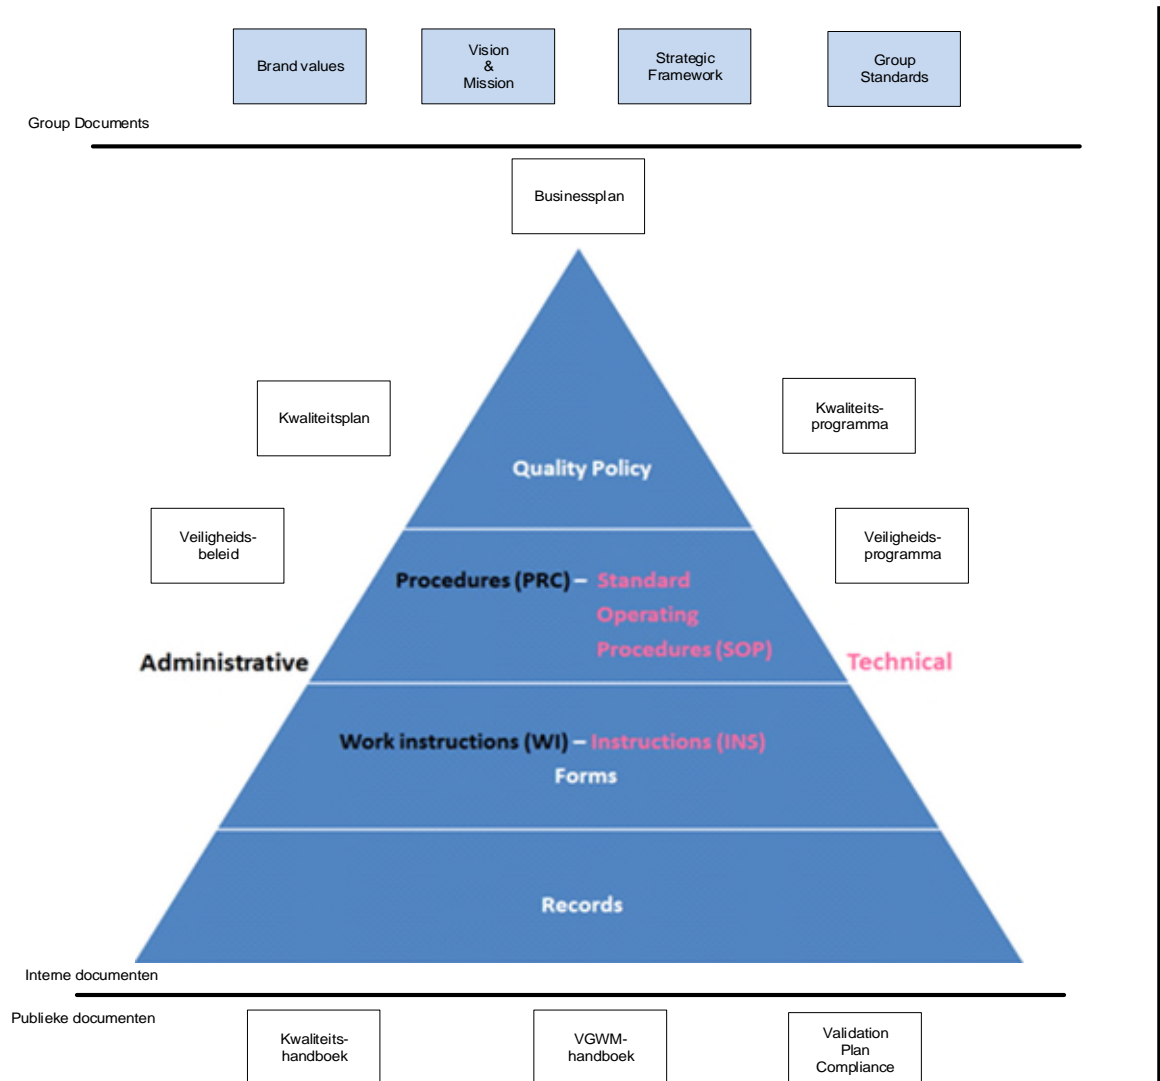 Brand values
Vision
&
Mission
Strategic
Framework
Group
Standards
Group Documents
Businessplan
Kwaliteitsplan
Kwaliteits-
programma
Quality Policy
Veiligheids-
beleid
Veiligheids-
programma
Procedures (PRC) – Standard
Operating
Procedures (SOP)
Administrative
Technical
Work instructions (WI) – Instructions (INS)
Forms
Records
Interne documenten
Publieke documenten
Kwaliteits-
handboek
VGWM-
handboek
Validation
Plan
Compliance